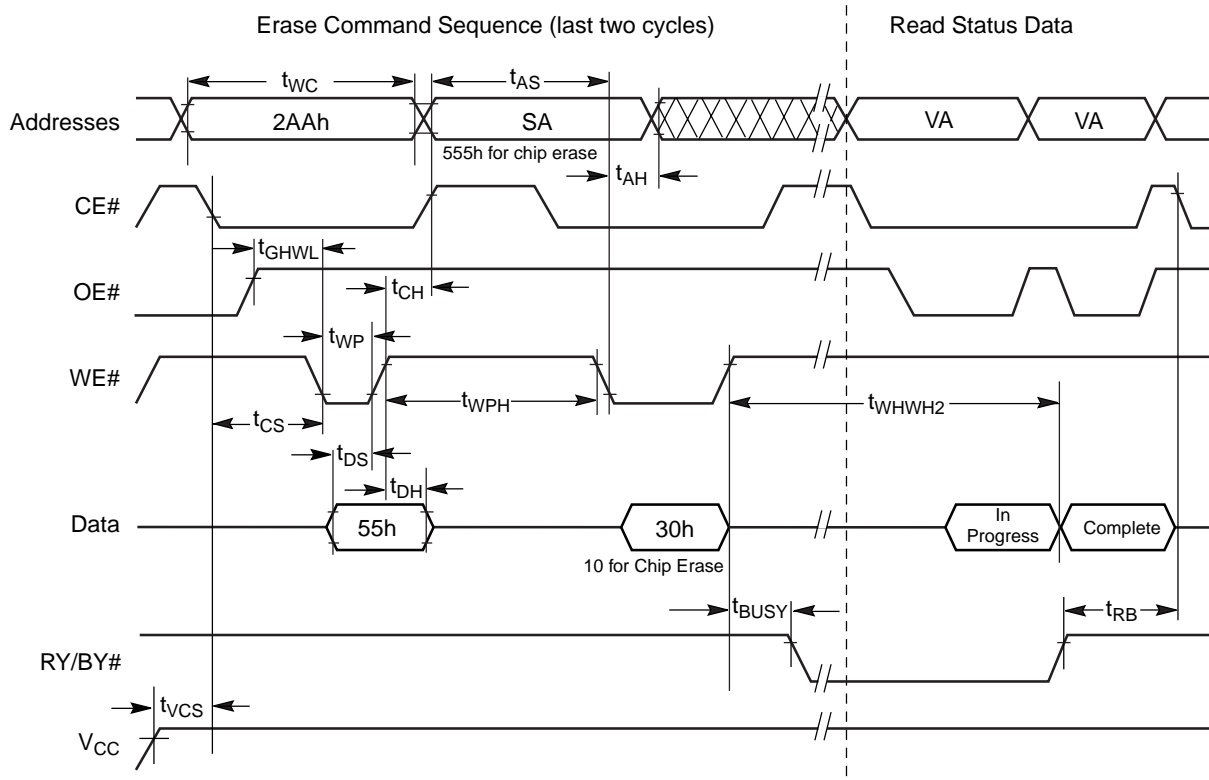 Erase Command Sequence (last two cycles)
Read Status Data
tWC
tAS
Addresses
2AAh
SA
VA
VA
555h for chip erase
tAH
CE#
tGHWL
OE#
tCH
tWP
WE#
tWPH
tWHWH2
tCS
tDS
tDH
Data
55h
30h
In
Progress
Complete
10 for Chip Erase
tBUSY
tRB
RY/BY#
tVCS
VCC